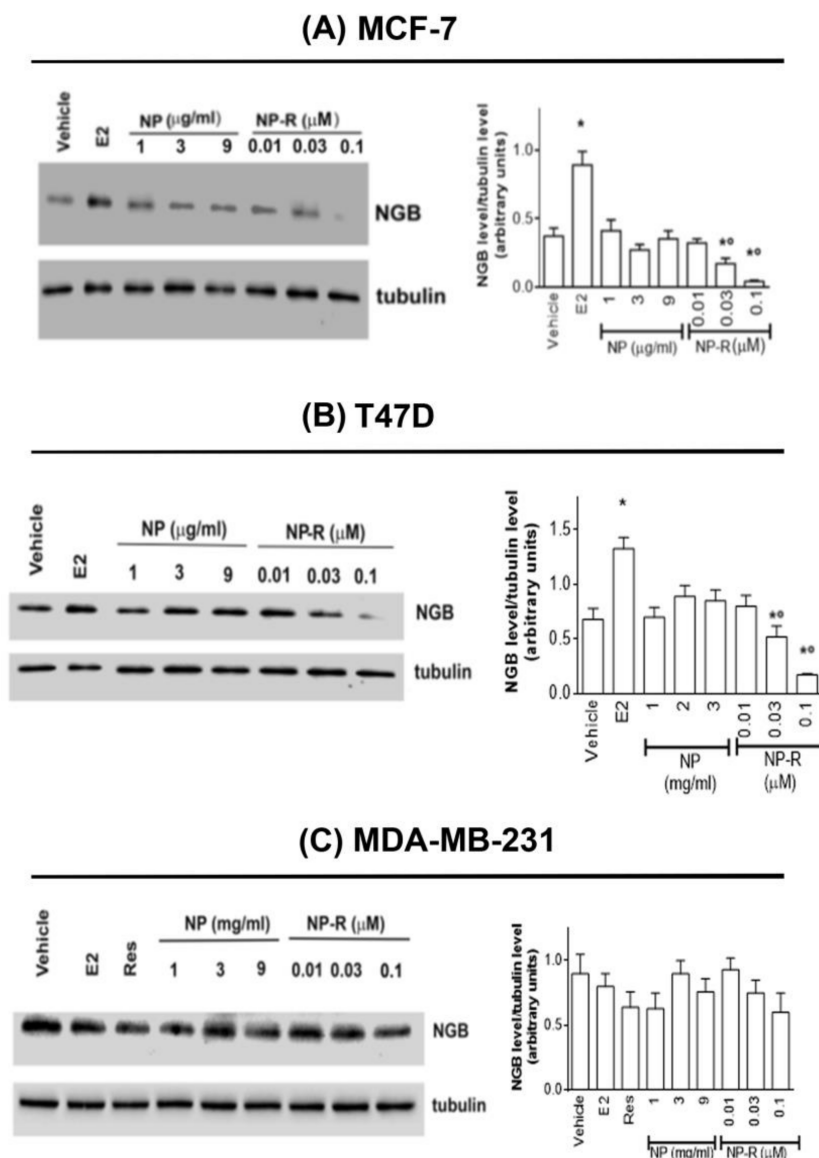 (A) MCF-7
Vehicle
E2
NP (μg/ml)
1 3 9
NP-R (μM)
0.01 0.03 0.1
NGB
tubulin
NGB level/tubulin level
(arbitrary units)
1.0
0.5
0.0
*
*°
*°
Vehicle
E2
1
3
9
0.01
0.03
0.1
NP (μg/ml)
NP-R (μM)
(B) T47D
Vehicle
E2
NP (μg/ml)
1 3 9
NP-R (μM)
0.01 0.03 0.1
NGB
tubulin
NGB level/tubulin level
(arbitrary units)
1.5
1.0
0.5
0.0
*
*°
*°
Vehicle
E2
1
2
3
0.01
0.03
0.1
NP
(mg/ml)
NP-R
(μM)
(C) MDA-MB-231
Vehicle
E2
Res
NP (mg/ml)
1 3 9
NP-R (μM)
0.01 0.03 0.1
NGB
tubulin
NGB level/tubulin level
(arbitrary units)
1.0
0.5
0.0
Vehicle
E2
Res
1
3
9
0.01
0.03
0.1
NP (mg/ml)
NP-R (μM)